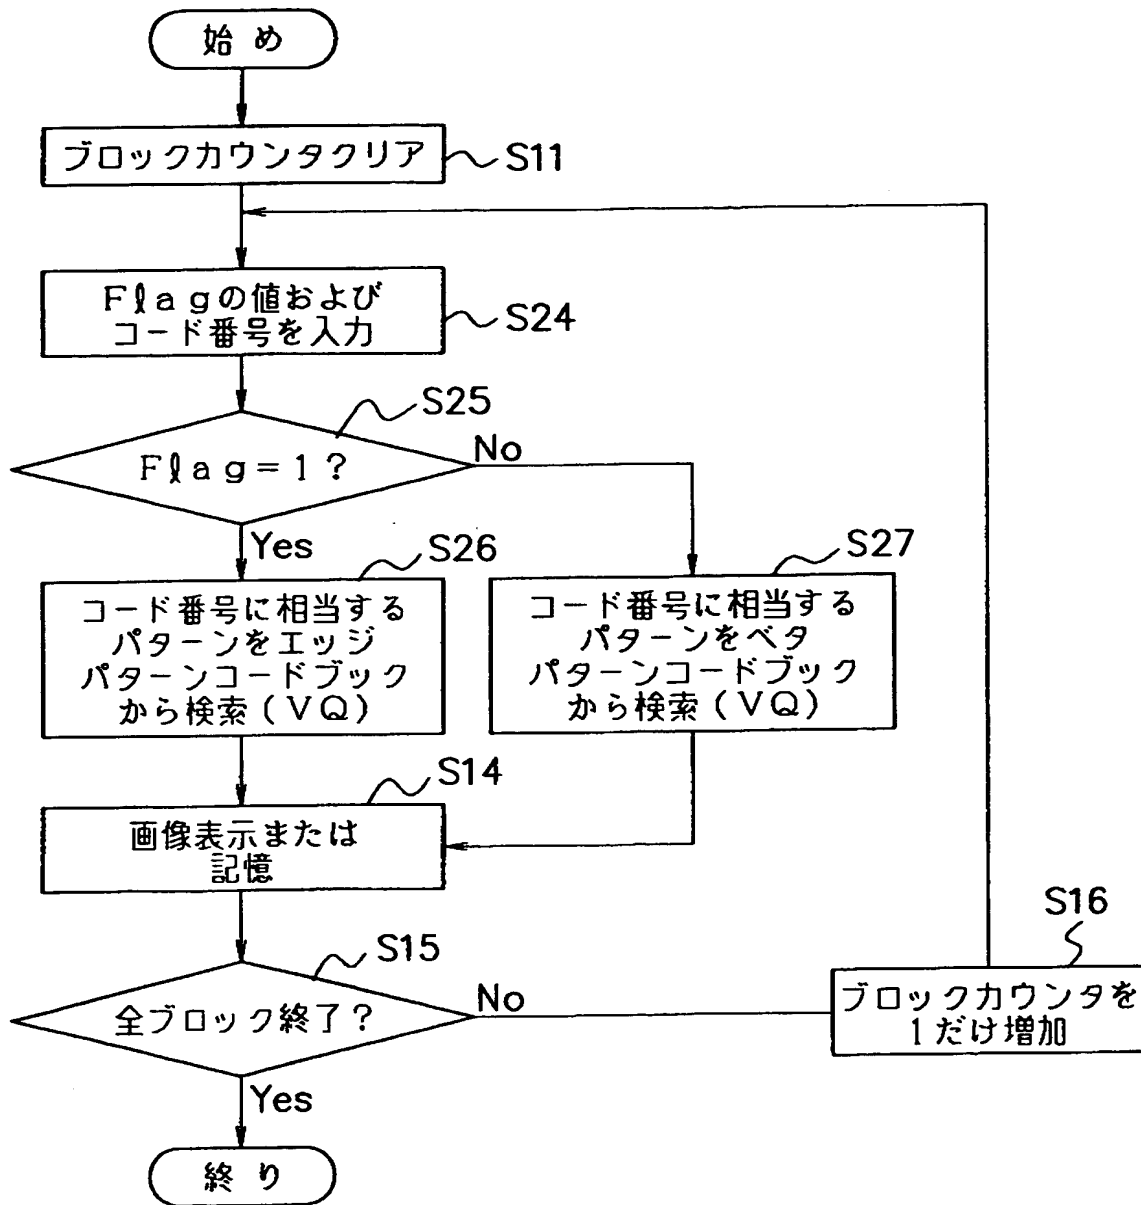 始め
ブロックカウンタクリア
S11
Flagの値および
コード番号を入力
S24
S25
Flag=1?
No
Yes
S26
コード番号に相当する
パターンをエッジ
パターンコードブック
から検索(VQ)
S27
コード番号に相当する
パターンをベタ
パターンコードブック
から検索(VQ)
S14
画像表示または
記憶
S15
全ブロック終了?
No
S16
ブロックカウンタを
1だけ増加
Yes
終り